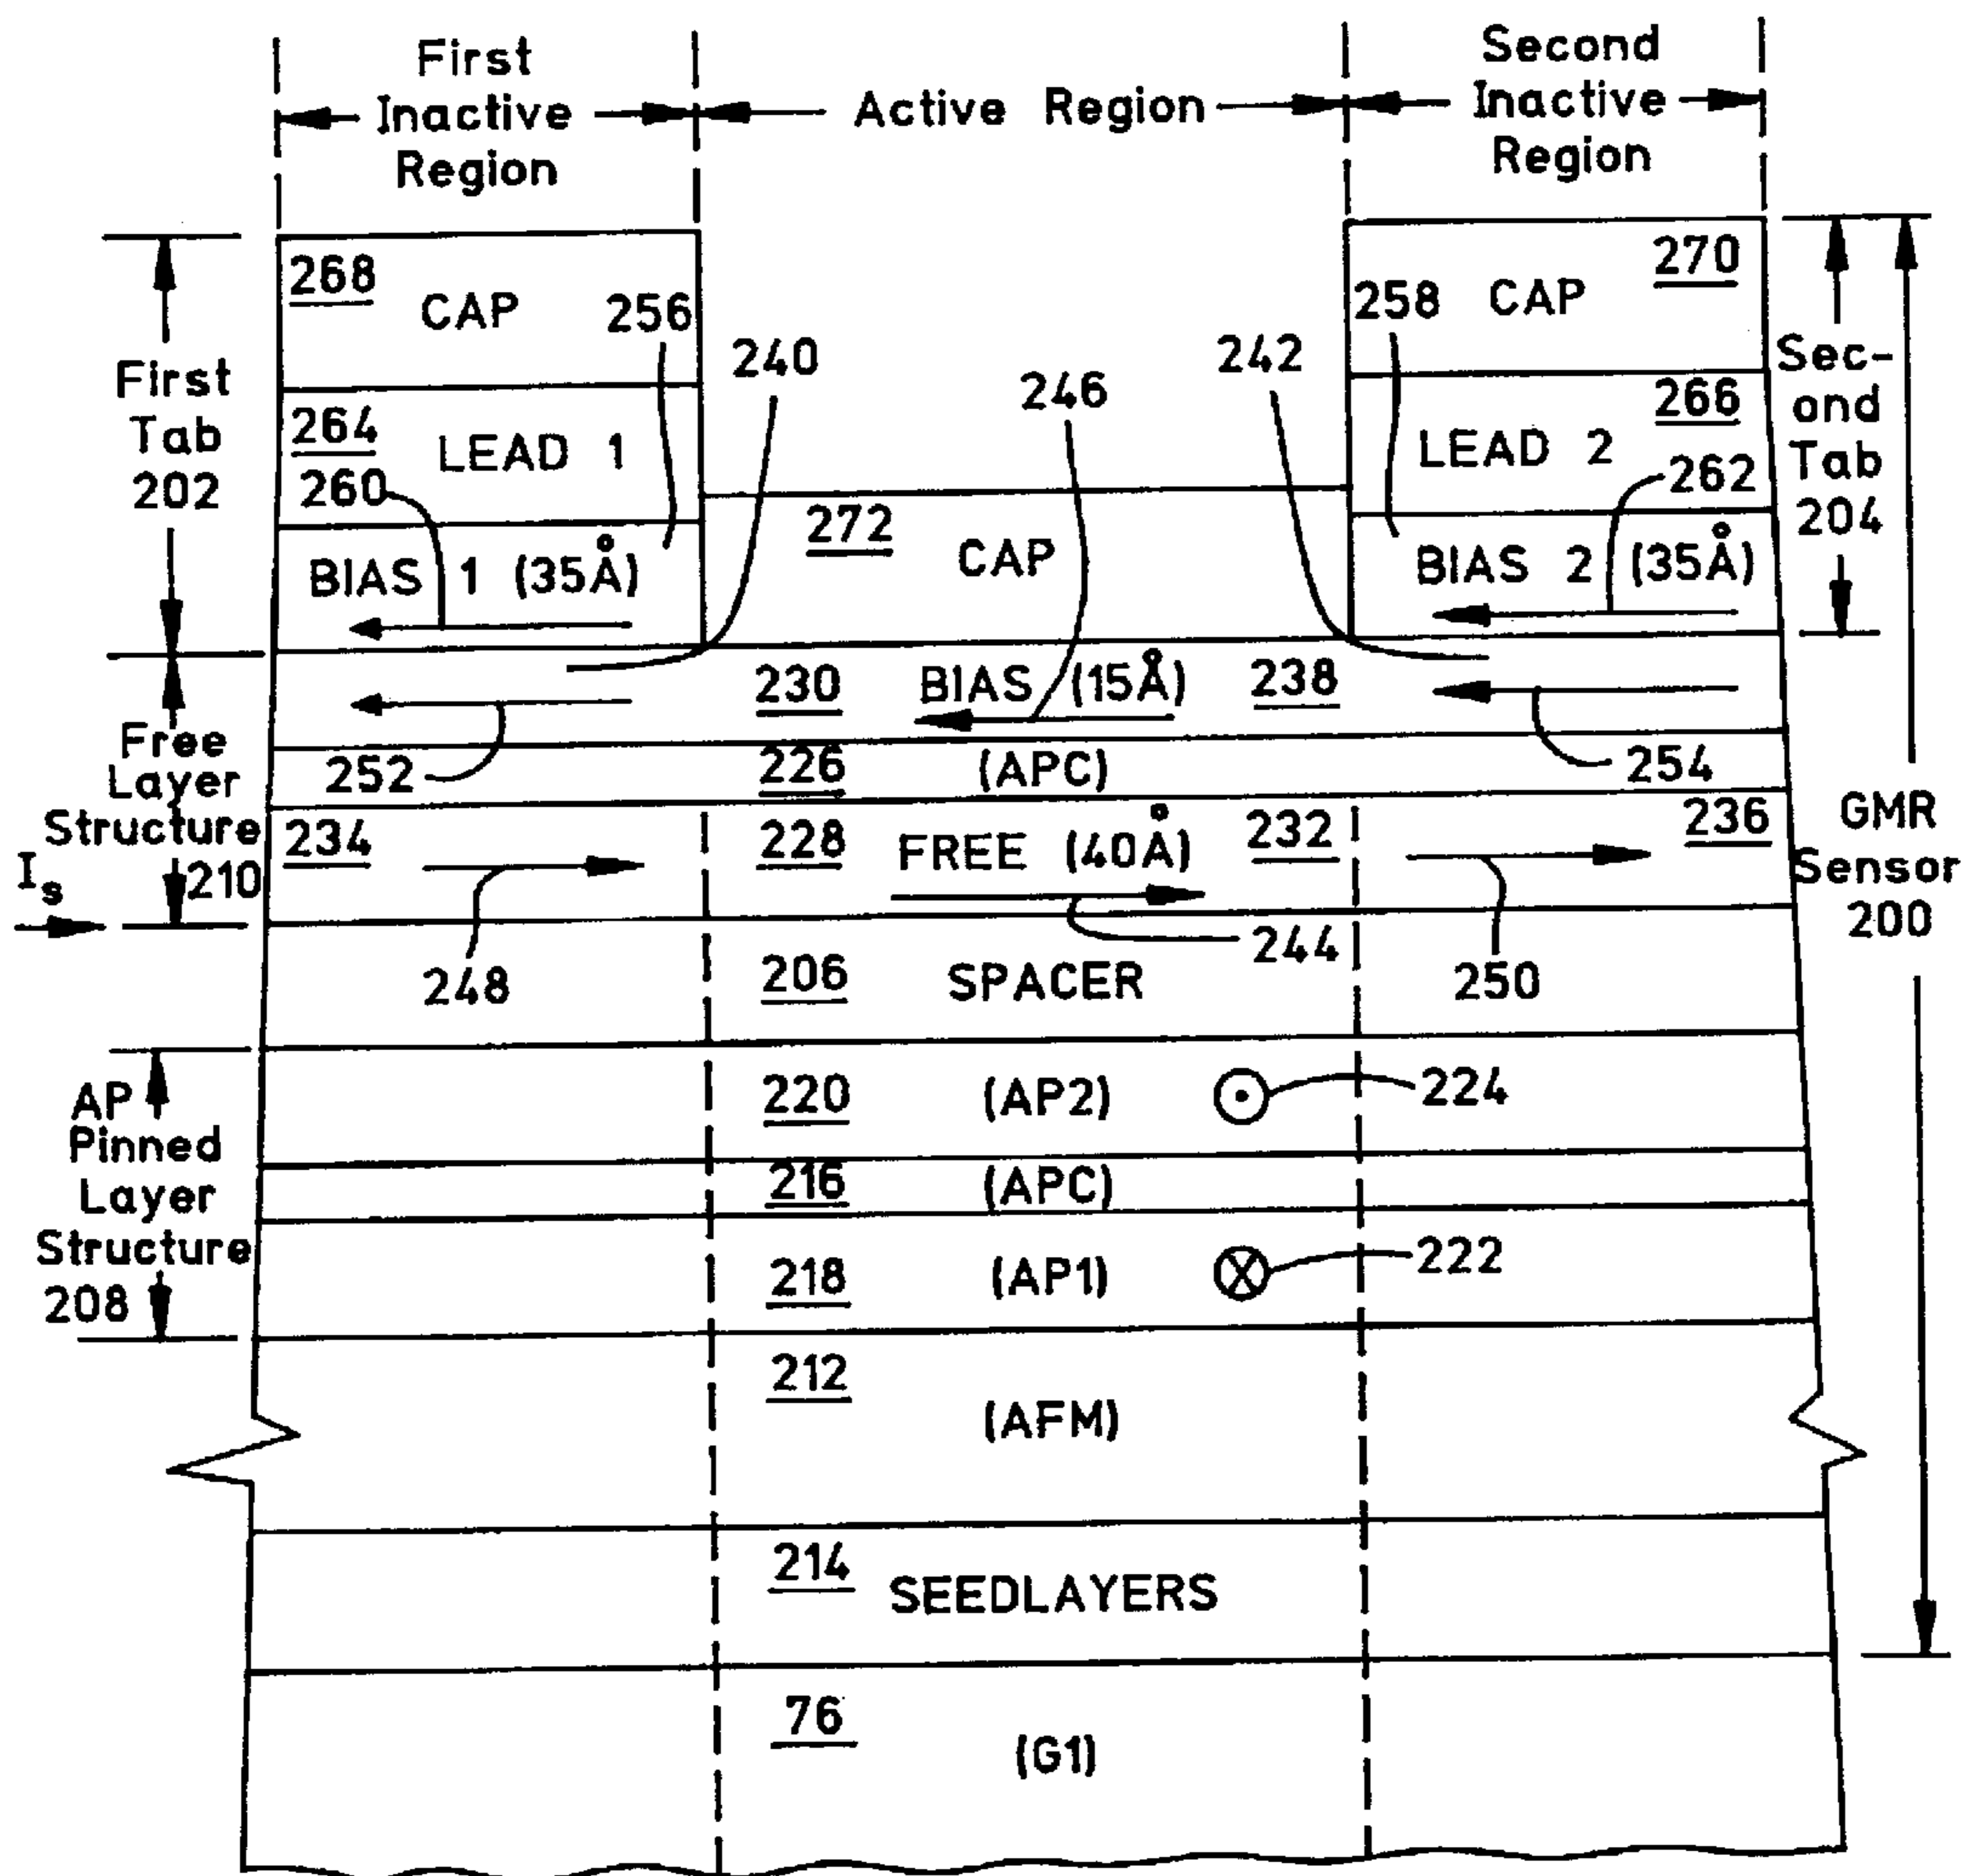 First
Inactive
Region
Active Region
Second
Inactive
Region
268
CAP
256
240
246
242
258
CAP
270
First
Tab
202
264
LEAD 1
260
266
LEAD 2
262
Sec-
ond
Tab
204
BIAS 1 (35Å)
272
CAP
BIAS 2 (35Å)
230
BIAS (15Å)
238
252
226
(APC)
254
Free
Layer
Structure
210
Is
234
228
FREE (40Å)
232
236
GMR
Sensor
200
248
206
SPACER
244
250
AP
Pinned
Layer
Structure
208
220
(AP2)
224
216
(APC)
218
(AP1)
222
212
(AFM)
214
SEEDLAYERS
76
(G1)